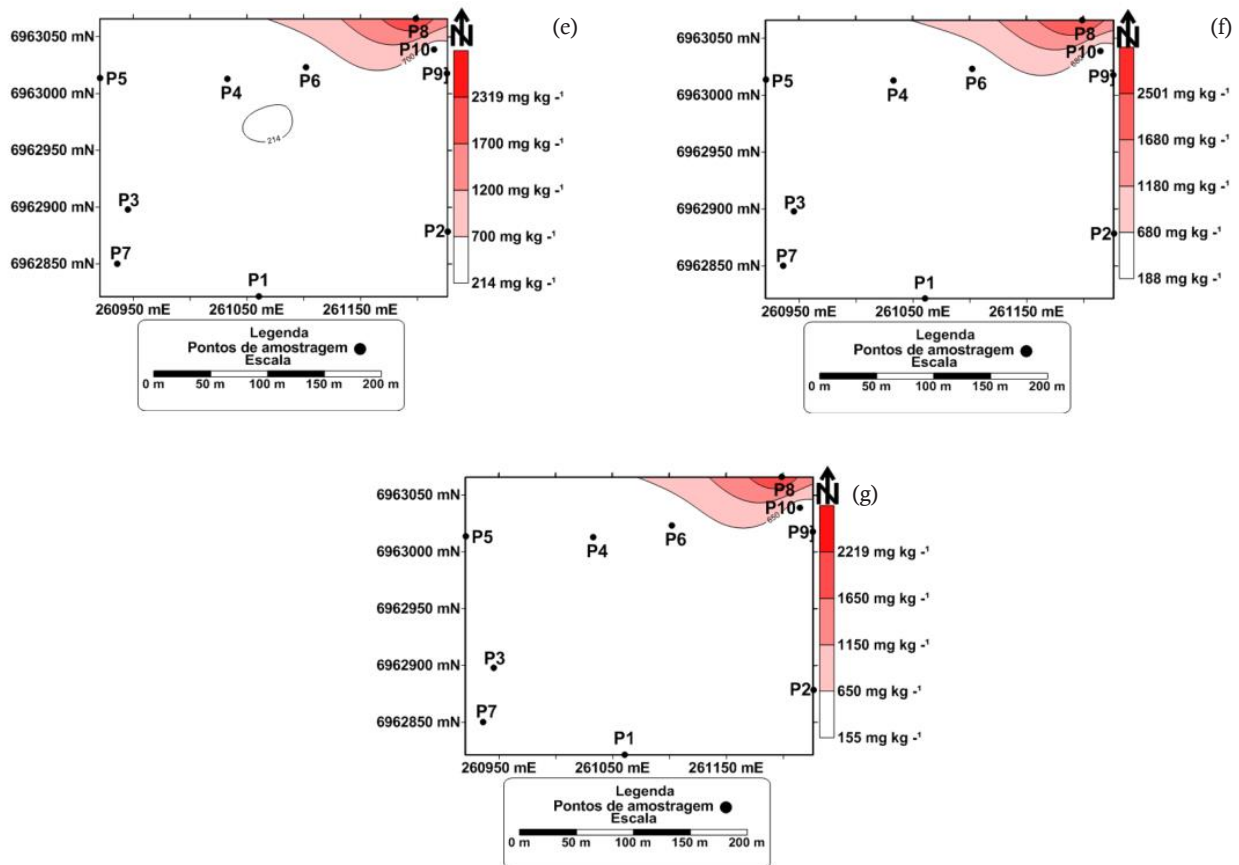 (e)
6963050 mN
6963000 mN
6962950 mN
6962900 mN
6962850 mN
P8
P10
700
P5
P4
P6
P9
214
P3
P7
P2
P1
N
2319 mg kg -¹
1700 mg kg -¹
1200 mg kg -¹
700 mg kg -¹
214 mg kg -¹
260950 mE 261050 mE 261150 mE
Legenda
Pontos de amostragem
Escala
0 m 50 m 100 m 150 m 200 m
(f)
6963050 mN
6963000 mN
6962950 mN
6962900 mN
6962850 mN
P8
P10
680
P5
P4
P6
P9
P3
P7
P2
P1
N
2501 mg kg -¹
1680 mg kg -¹
1180 mg kg -¹
680 mg kg -¹
188 mg kg -¹
260950 mE 261050 mE 261150 mE
Legenda
Pontos de amostragem
Escala
0 m 50 m 100 m 150 m 200 m
(g)
6963050 mN
6963000 mN
6962950 mN
6962900 mN
6962850 mN
P8
P10
650
P5
P4
P6
P9
P3
P7
P2
P1
N
2219 mg kg -¹
1650 mg kg -¹
1150 mg kg -¹
650 mg kg -¹
155 mg kg -¹
260950 mE 261050 mE 261150 mE
Legenda
Pontos de amostragem
Escala
0 m 50 m 100 m 150 m 200 m